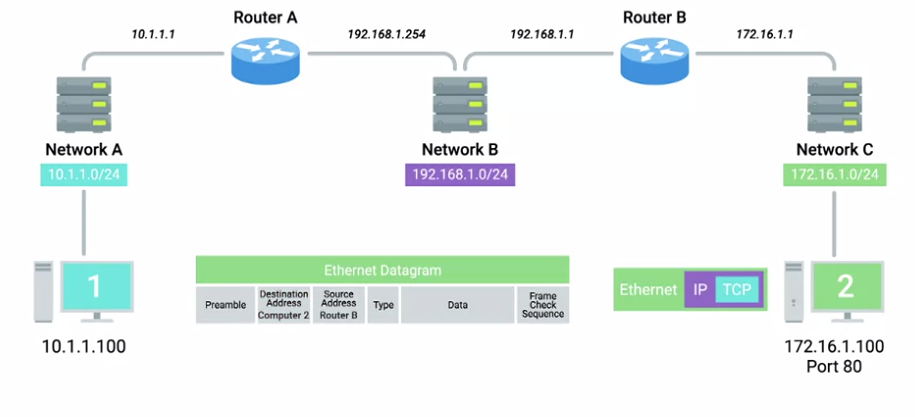 Router A
Router B
10.1.1.1
192.168.1.254
192.168.1.1
172.16.1.1
Network A
Network B
Network C
10.1.1.0/24
192.168.1.0/24
172.16.1.0/24
1
Ethernet Datagram
Preamble
Destination
Address
Computer 2
Source
Address
Router B
Type
Data
Frame
Check
Sequence
Ethernet
IP
TCP
2
10.1.1.100
172.16.1.100
Port 80